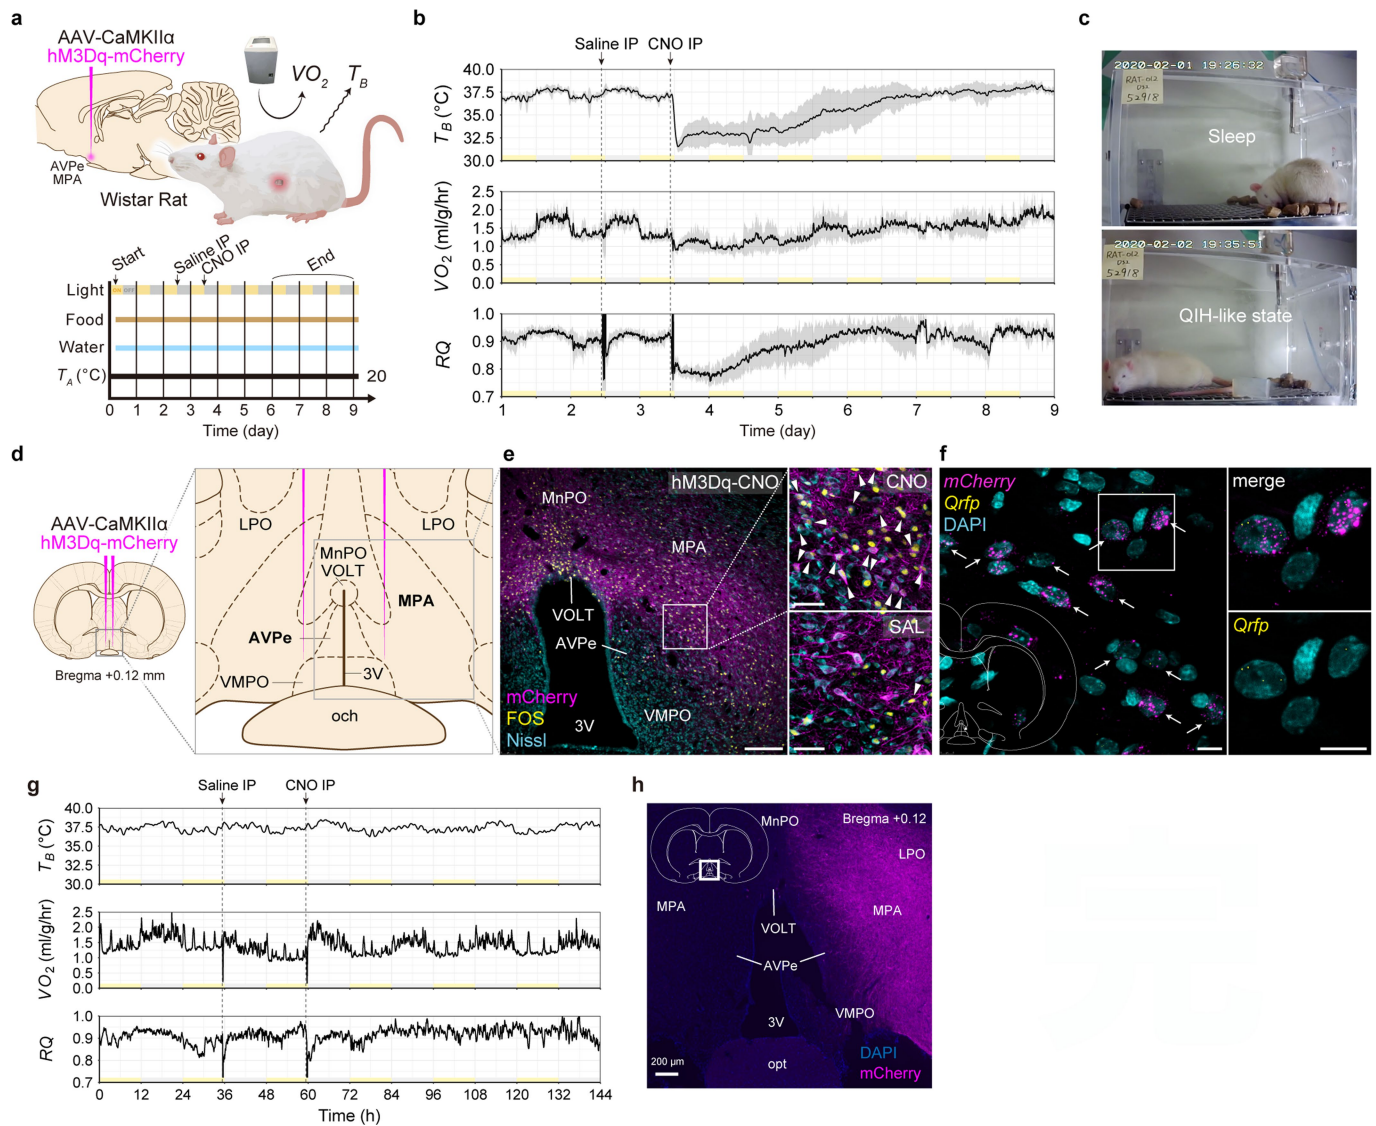 a
AAV-CaMKIIα
hM3Dq-mCherry
VO2
TB
AVPe
MPA
Wistar Rat
Start
Saline IP
CNO IP
End
Light
ON OFF
Food
Water
TA (°C)
20
0 1 2 3 4 5 6 7 8 9
Time (day)
b
Saline IP CNO IP
TB (°C)
40.0
37.5
35.0
32.5
30.0
VO2 (ml/g/hr)
2.5
2.0
1.5
1.0
0.5
0.0
RQ
1.0
0.9
0.8
0.7
1 2 3 4 5 6 7 8 9
Time (day)
c
2020-02-01 19:26:32
RAT-012
52918
Sleep
2020-02-02 19:35:51
RAT-012
52918
QIH-like state
d
AAV-CaMKIIα
hM3Dq-mCherry
Bregma +0.12 mm
LPO
LPO
MnPO
VOLT
MPA
AVPe
VMPO
3V
och
e
hM3Dq-CNO
MnPO
MPA
VOLT
AVPe
VMPO
3V
mCherry
FOS
Nissl
CNO
SAL
f
mCherry
Qrfp
DAPI
merge
Qrfp
g
Saline IP CNO IP
TB (°C)
40.0
37.5
35.0
32.5
30.0
VO2 (ml/g/hr)
2.5
2.0
1.5
1.0
0.5
0.0
RQ
1.0
0.9
0.8
0.7
0 12 24 36 48 60 72 84 96 108 120 132 144
Time (h)
h
MnPO
Bregma +0.12
LPO
MPA
MPA
VOLT
AVPe
VMPO
3V
opt
200 µm
DAPI
mCherry